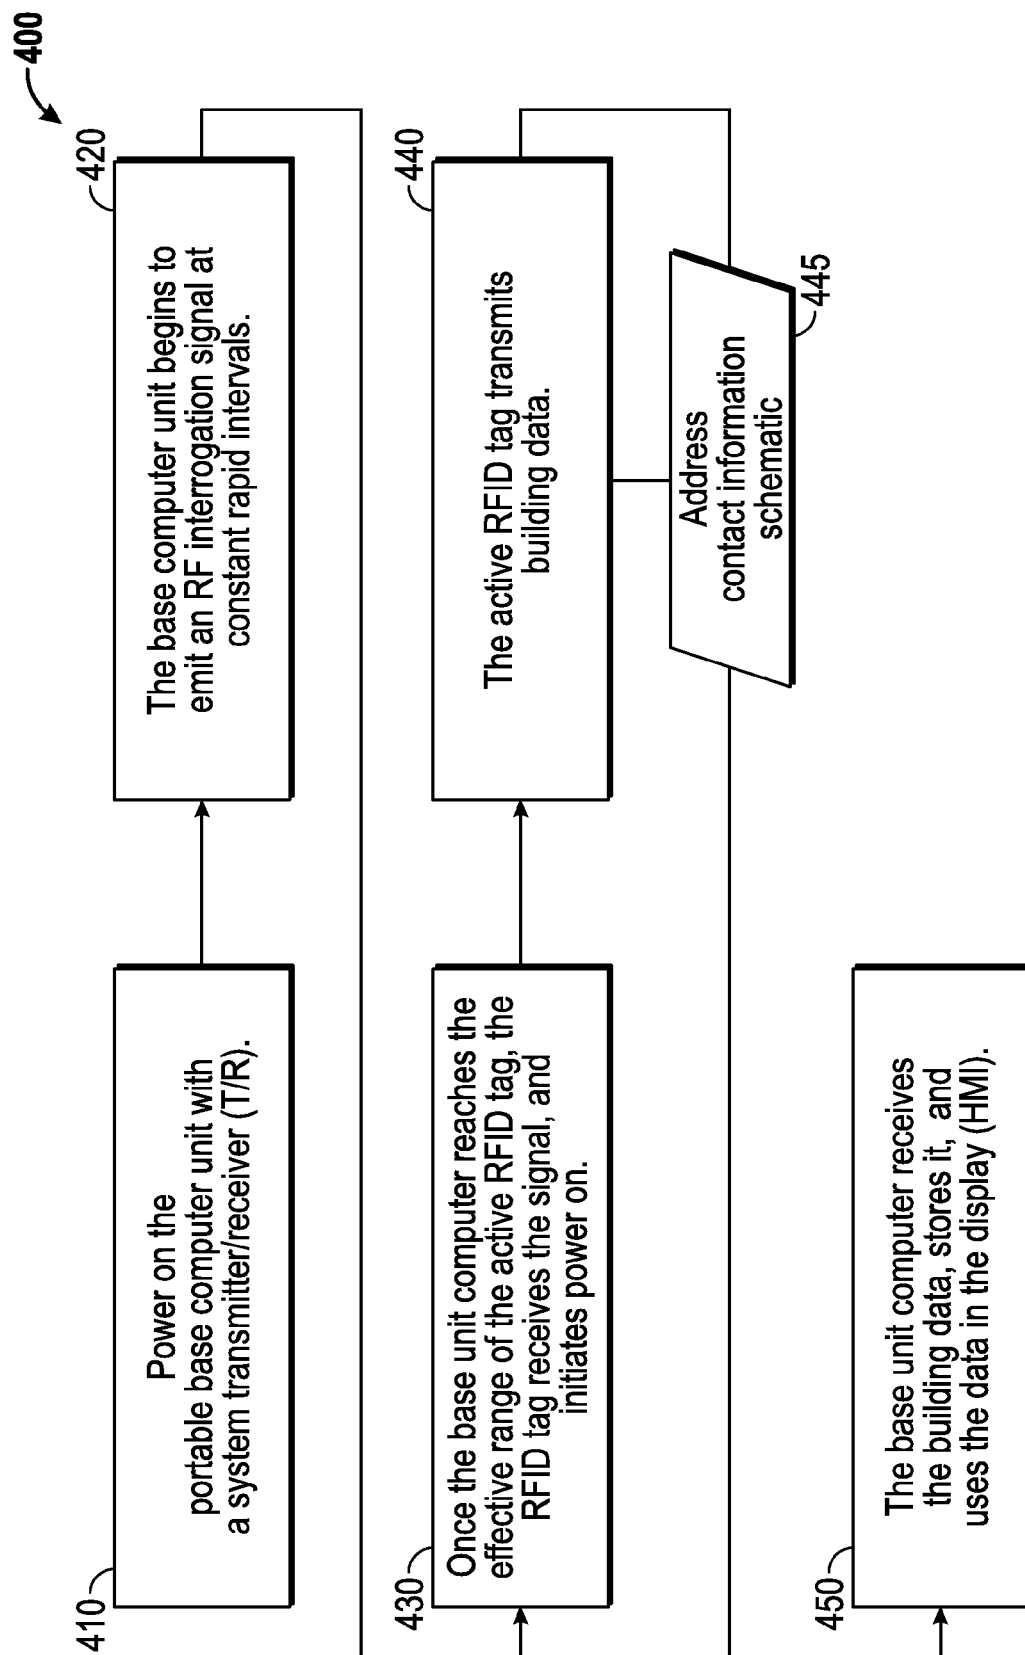 400
410
Power on the
portable base computer unit with
a system transmitter/receiver (T/R).
420
The base computer unit begins to
emit an RF interrogation signal at
constant rapid intervals.
430
Once the base unit computer reaches the
effective range of the active RFID tag, the
RFID tag receives the signal, and
initiates power on.
440
The active RFID tag transmits
building data.
Address
contact information
schematic
445
450
The base unit computer receives
the building data, stores it, and
uses the data in the display (HMI).